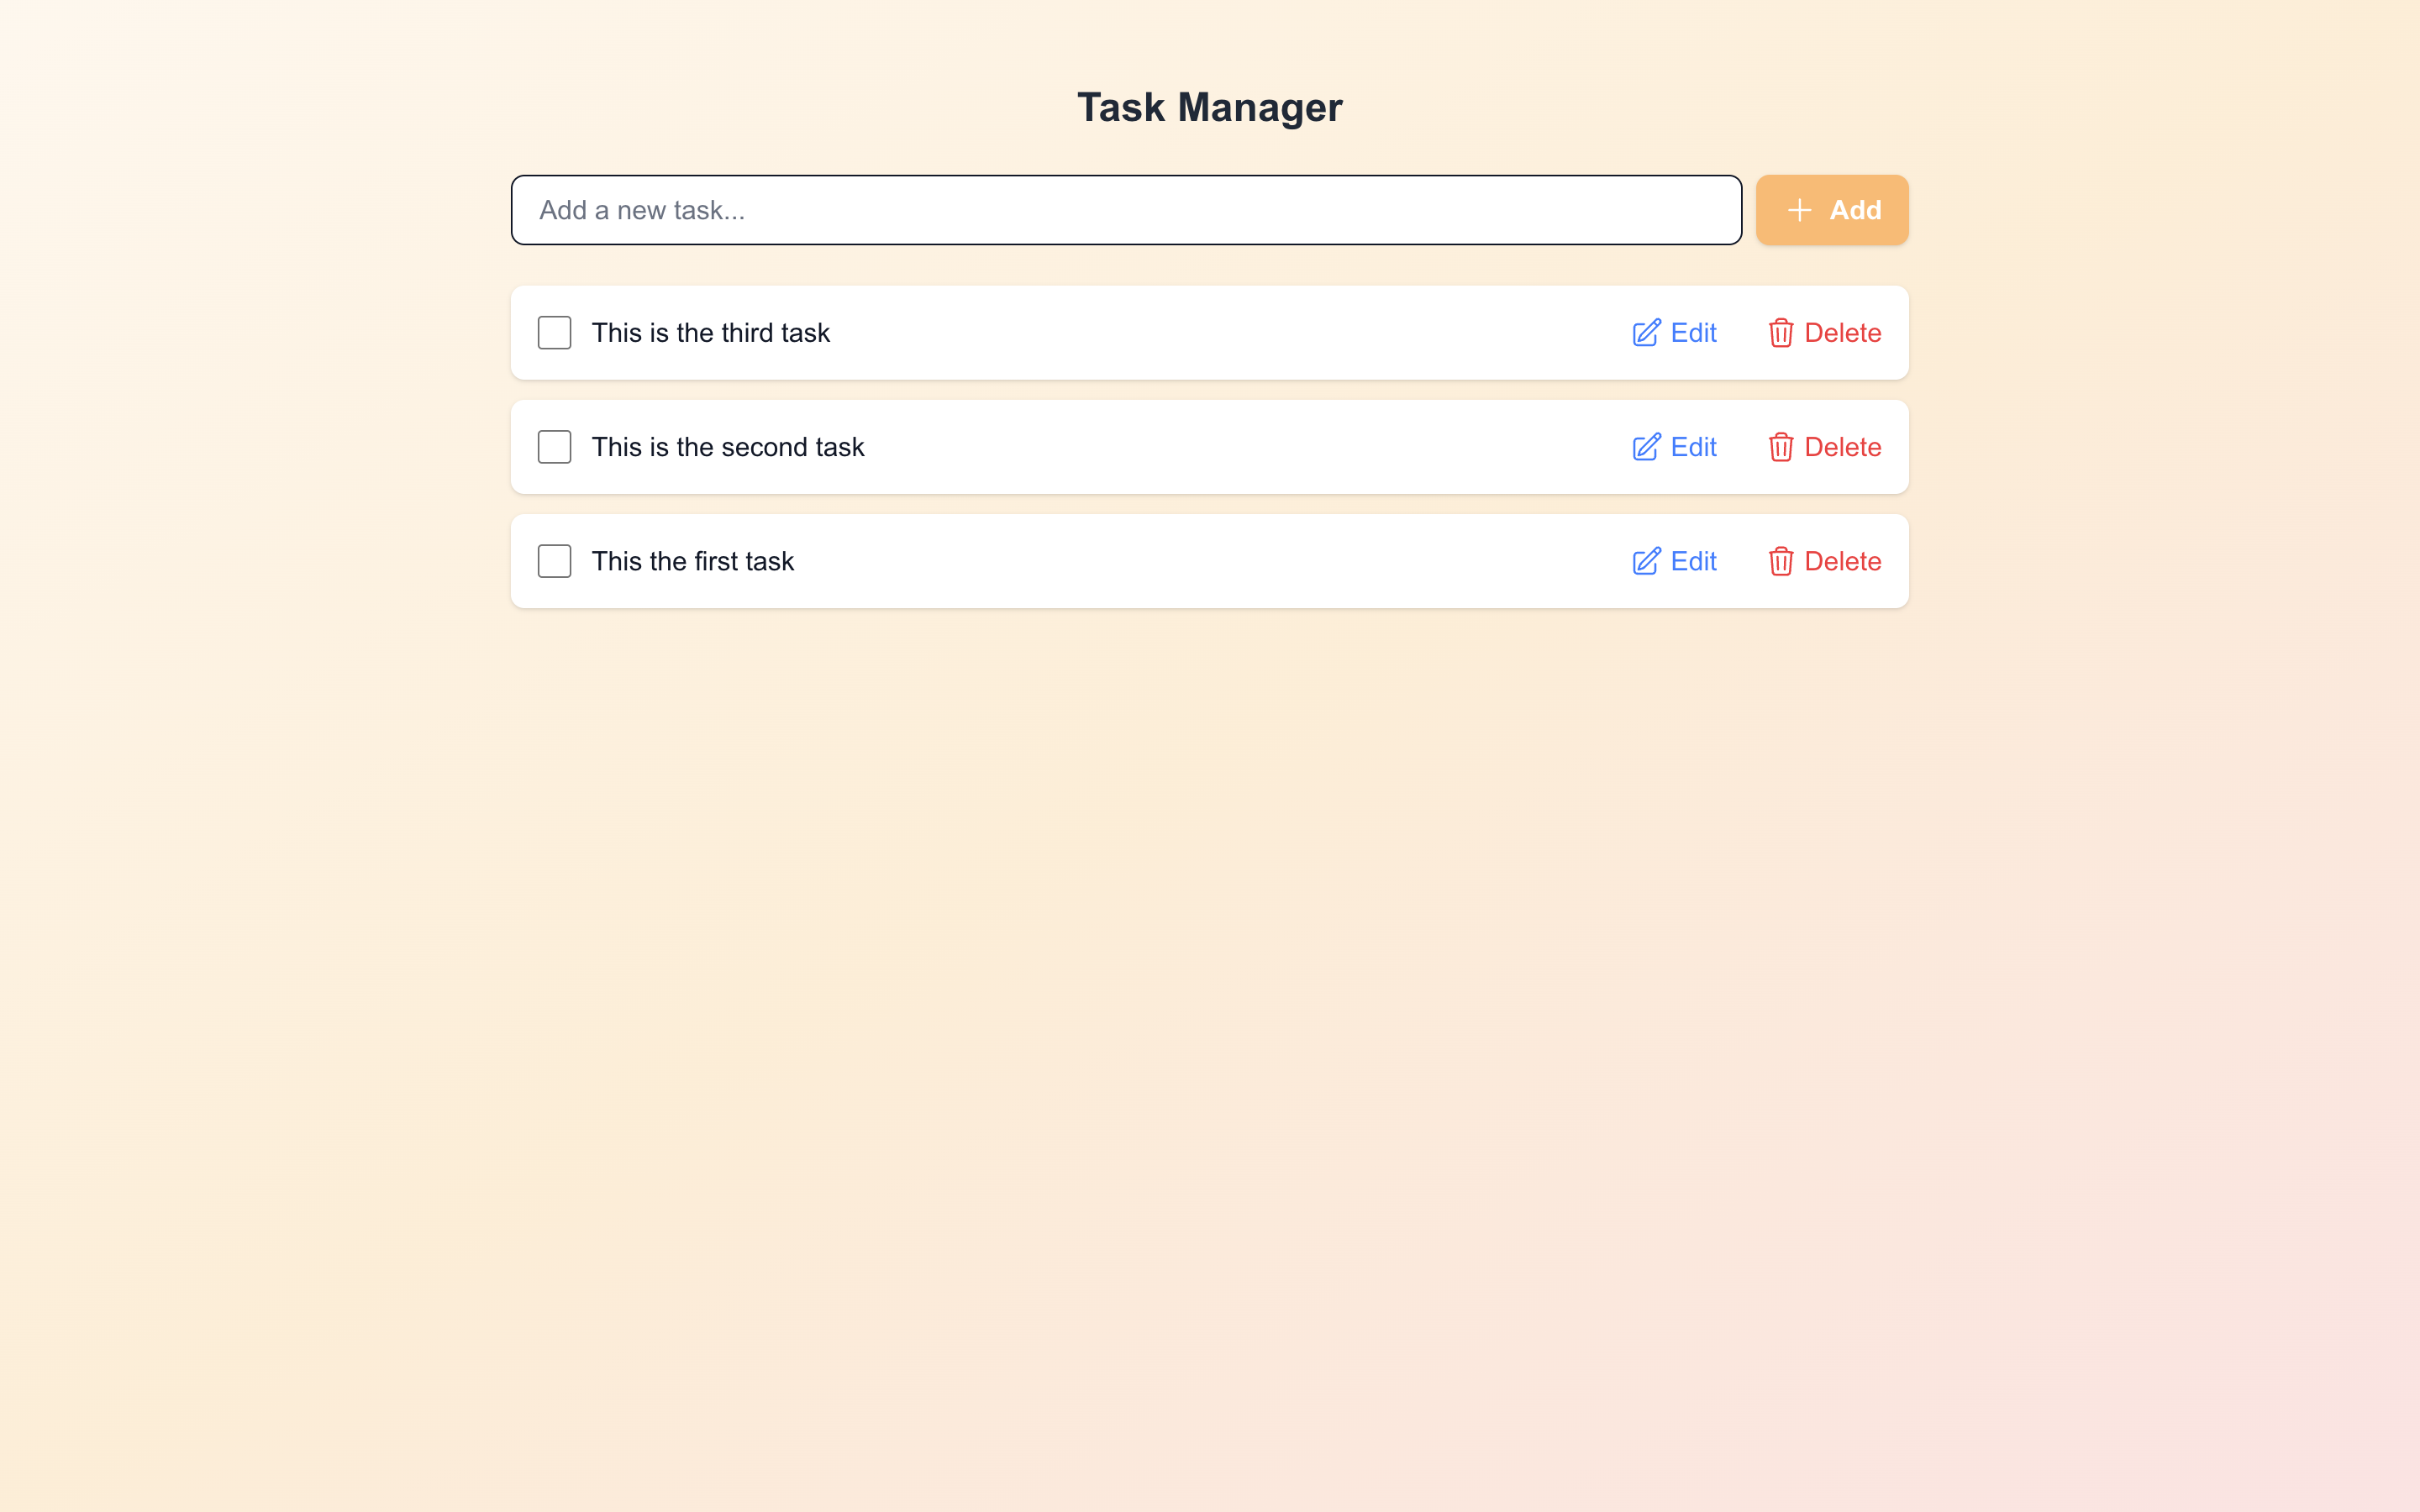 Task Manager
Add a new task...
Add
This is the third task
Edit
Delete
This is the second task
Edit
Delete
This the first task
Edit
Delete